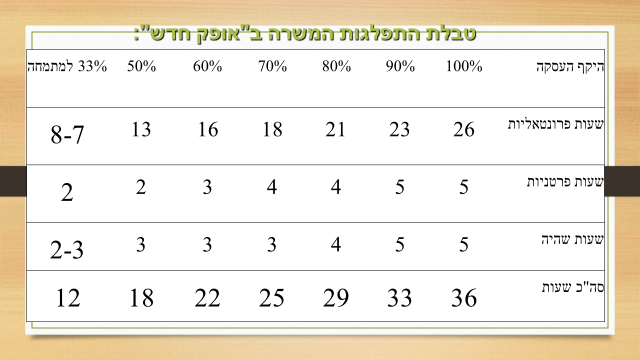 טבלת התפלגות המשרה ב"אופק חדש":
היקף העסקה 100% 90% 80% 70% 60% 50% 33% למתמחה
שעות פרונטאליות 26 23 21 18 16 13 8-7
שעות פרטניות 5 5 4 4 3 2 2
שעות שהיה 5 5 4 3 3 3 2-3
סה"כ שעות 36 33 29 25 22 18 12